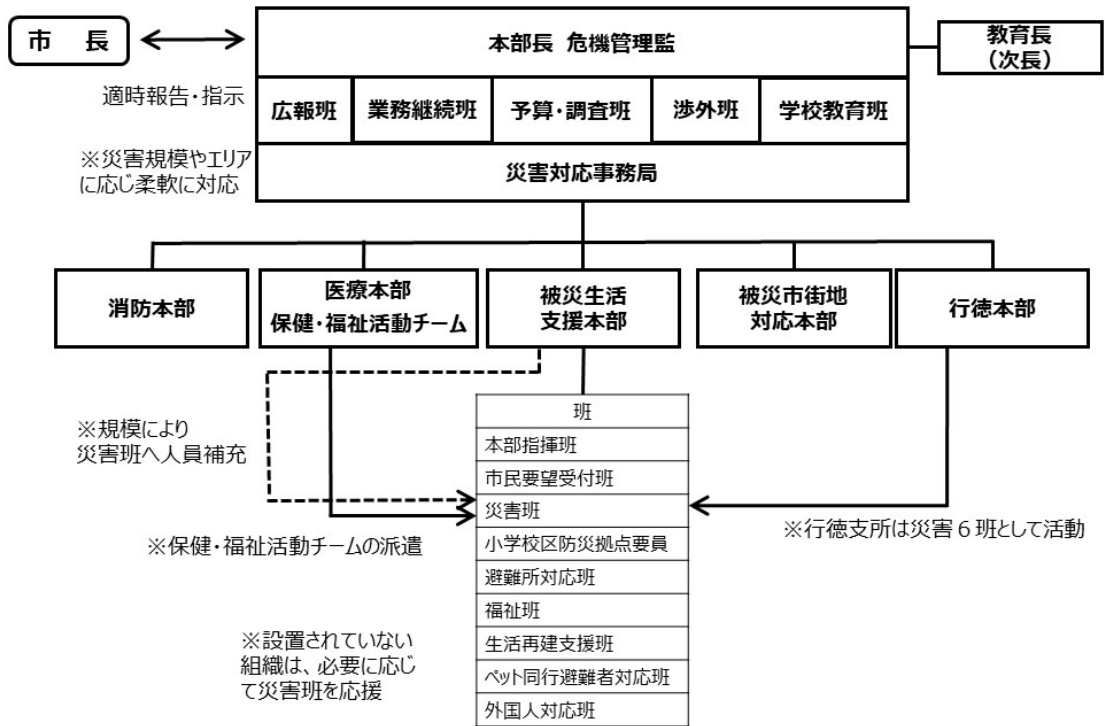 市　長
本部長 危機管理監
教育長
（次長）
適時報告・指示
広報班
業務継続班
予算・調査班
渉外班
学校教育班
※災害規模やエリア
に応じ柔軟に対応
災害対応事務局
消防本部
医療本部
保健・福祉活動チーム
被災生活
支援本部
被災市街地
対応本部
行徳本部
※規模により
災害班へ人員補充
班
本部指揮班
市民要望受付班
災害班
小学校区防災拠点要員
避難所対応班
福祉班
生活再建支援班
ペット同行避難者対応班
外国人対応班
※保健・福祉活動チームの派遣
※行徳支所は災害６班として活動
※設置されていない
組織は、必要に応じ
て災害班を応援